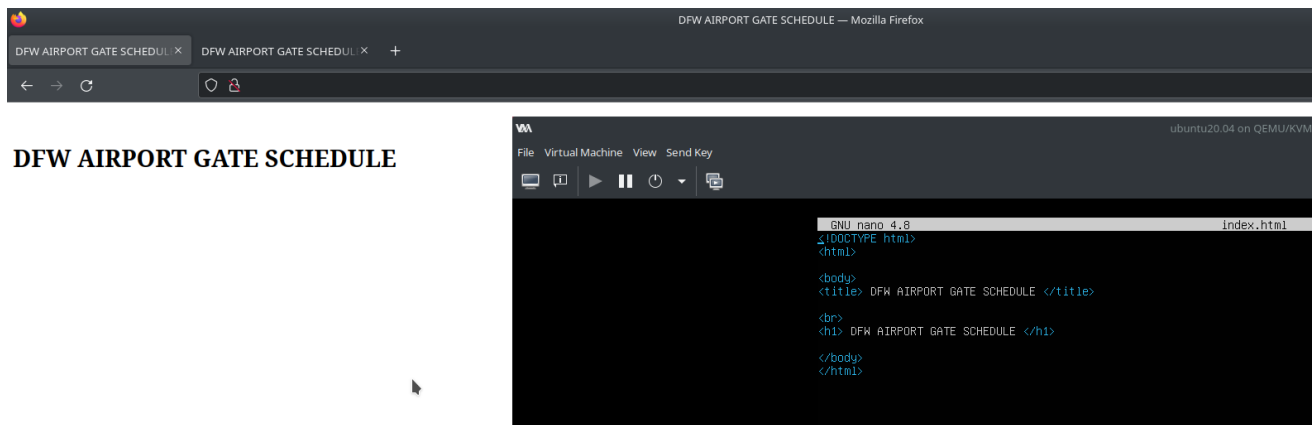 DFW AIRPORT GATE SCHEDULE — Mozilla Firefox
DFW AIRPORT GATE SCHEDUL
DFW AIRPORT GATE SCHEDUL
DFW AIRPORT GATE SCHEDULE
ubuntu20.04 on QEMU/KVM
File Virtual Machine View Send Key
GNU nano 4.8 index.html
<!DOCTYPE html>
<html>
<body>
<title> DFW AIRPORT GATE SCHEDULE </title>
<br>
<h1> DFW AIRPORT GATE SCHEDULE </h1>
</body>
</html>